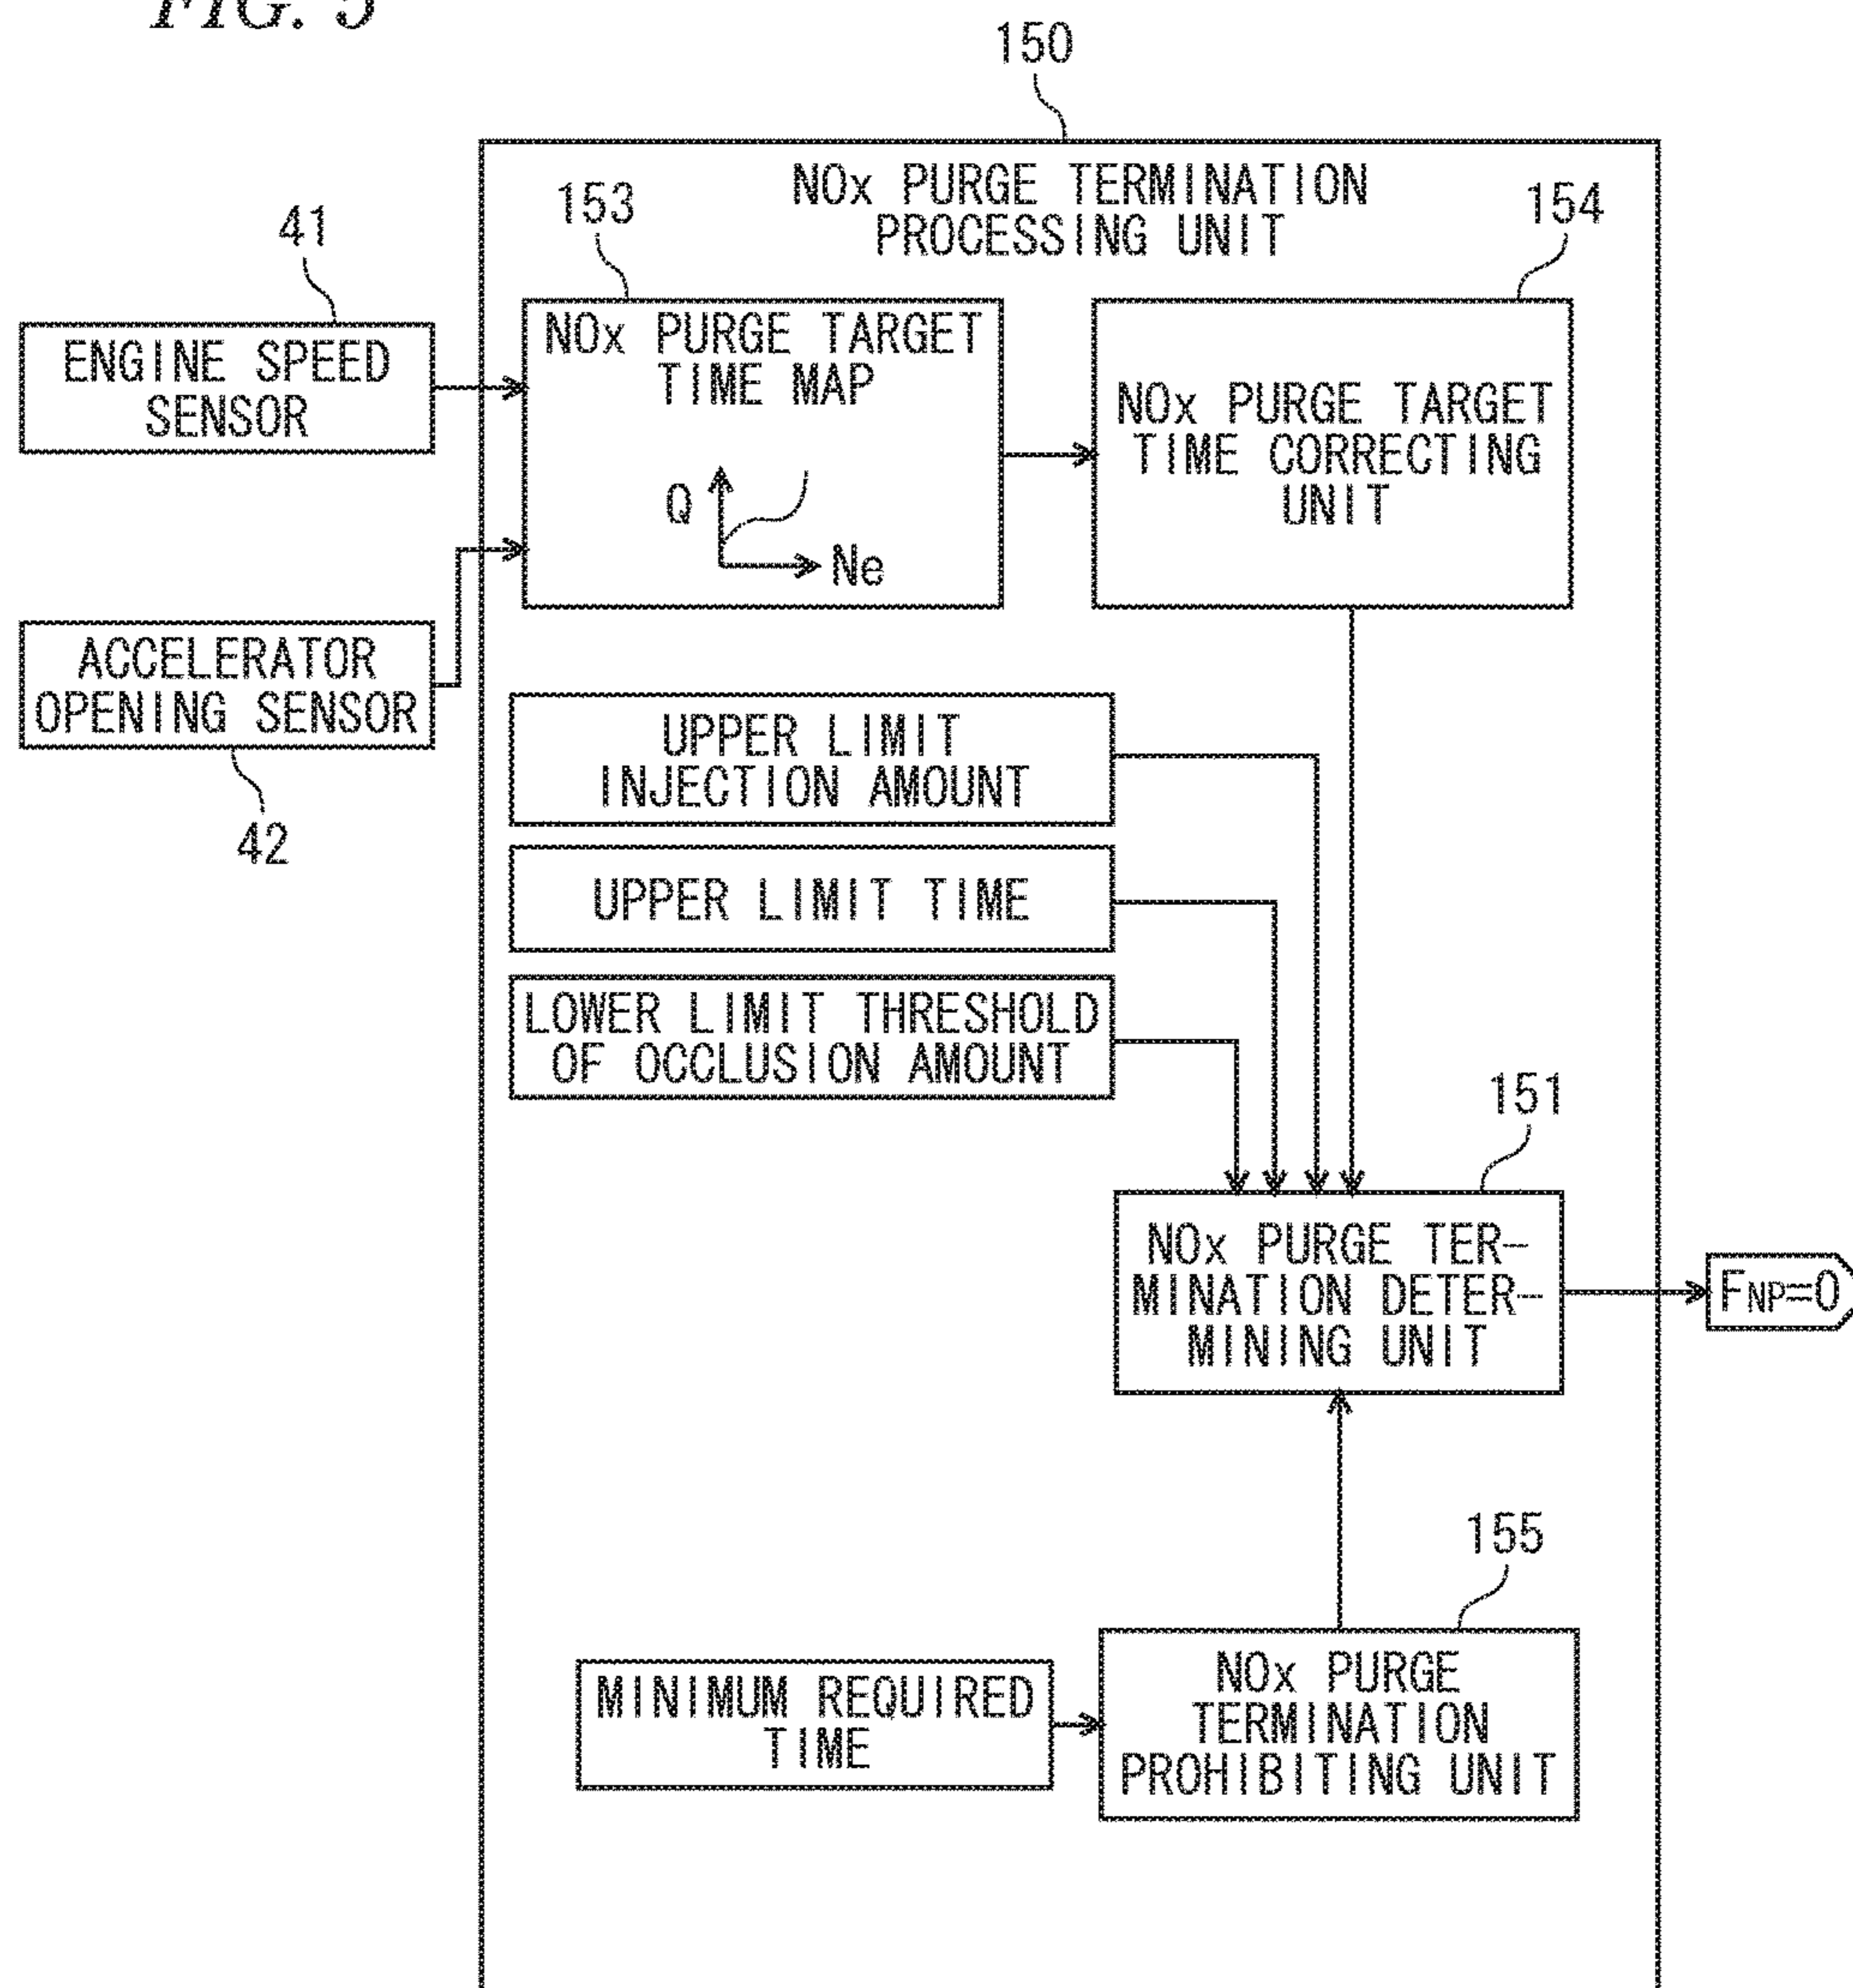 FIG. 5
150
NOx PURGE TERMINATION
PROCESSING UNIT
153
154
41
ENGINE SPEED
SENSOR
NOx PURGE TARGET
TIME MAP
Q
Ne
NOx PURGE TARGET
TIME CORRECTING
UNIT
ACCELERATOR
OPENING SENSOR
42
UPPER LIMIT
INJECTION AMOUNT
UPPER LIMIT TIME
LOWER LIMIT THRESHOLD
OF OCCLUSION AMOUNT
151
NOx PURGE TER-
MINATION DETER-
MINING UNIT
FNP=0
155
MINIMUM REQUIRED
TIME
NOx PURGE
TERMINATION
PROHIBITING UNIT